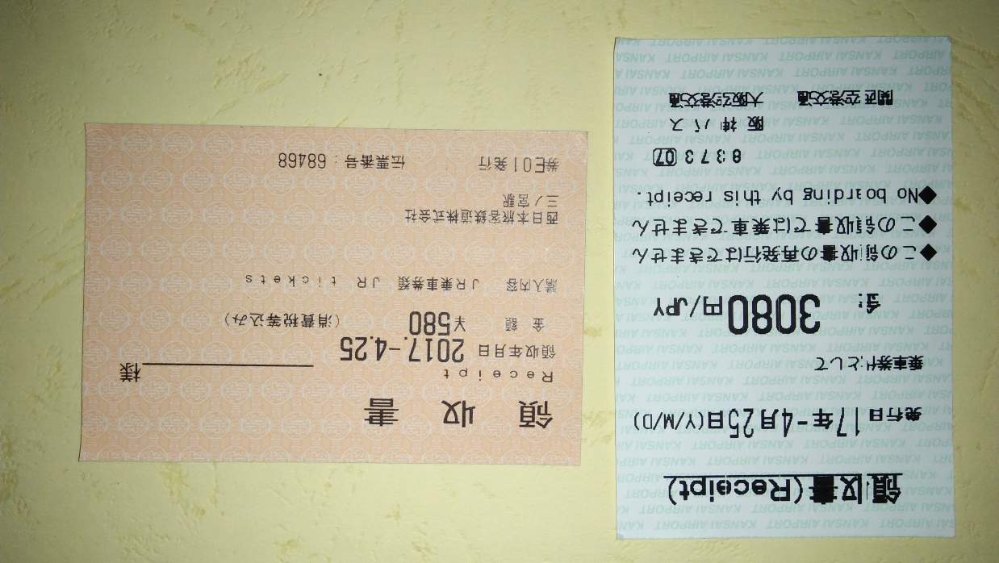 領収書
Receipt
様
領収年月日 2017.-4.25
金額 ¥580 (消費税等込み)
購入内容 JR乗車券類 JR tickets
西日本旅客鉄道株式会社
三ノ宮駅
券E01発行 伝票番号：68468
領収書(Receipt)
発行日 17年-4月25日(Y/M/D)
乗車券代として
金: 3080円/JPY
◆この領収書の再発行はできません
◆この領収書では乗車できません
◆No boarding by this receipt.
8373 07
阪神バス
関西空港交通 大阪空港交通
KANSAI AIRPORT